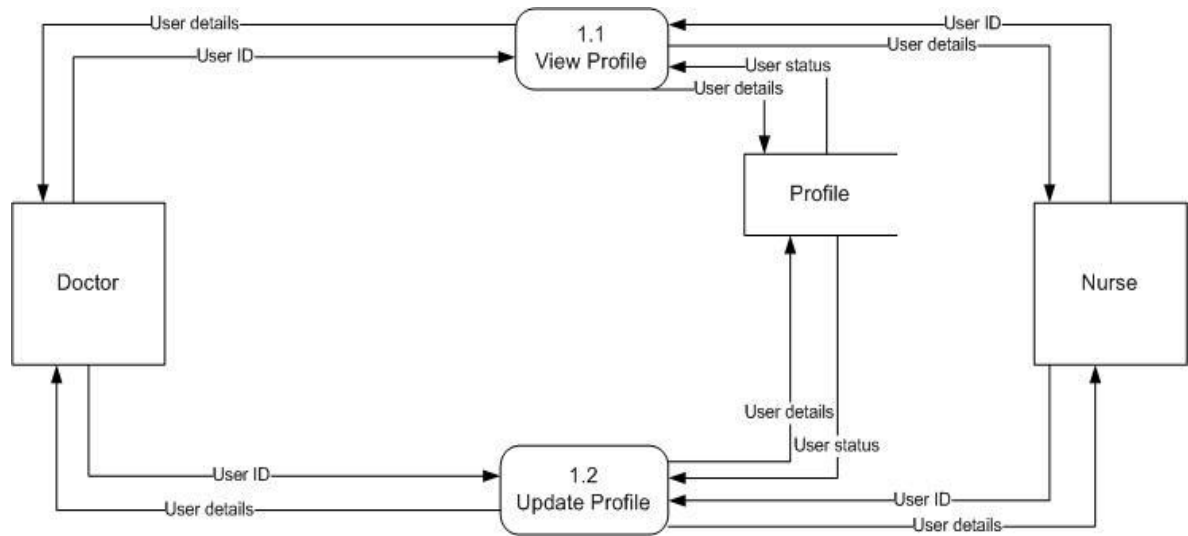 User details
1.1
User ID
User ID
View Profile
User details
User status
User details
Profile
Doctor
Nurse
User details
User status
User ID
1.2
User ID
User details
Update Profile
User details